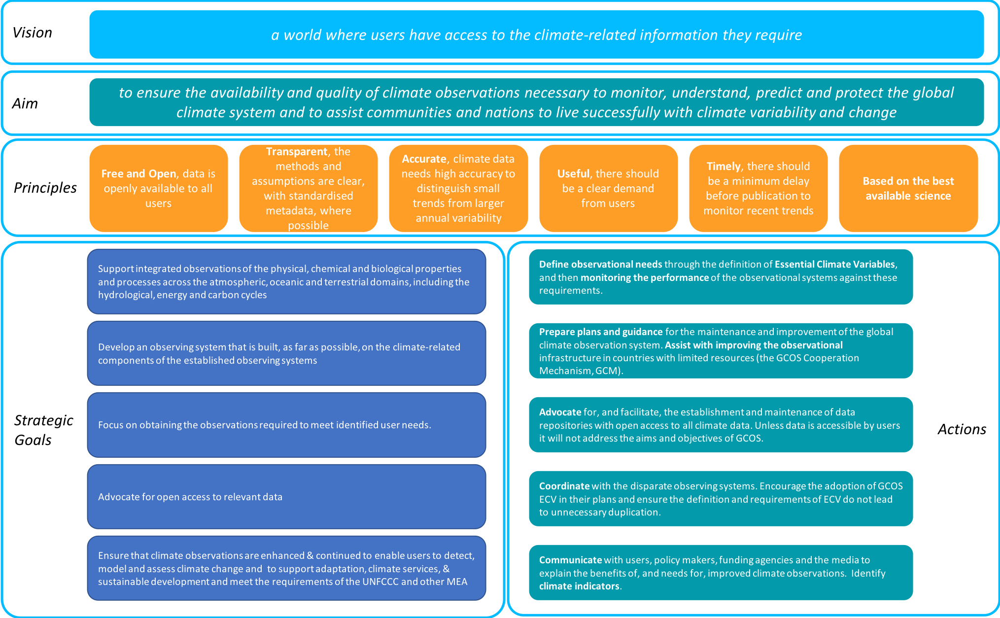 Vision
a world where users have access to the climate-related information they require
Aim
to ensure the availability and quality of climate observations necessary to monitor, understand, predict and protect the global
climate system and to assist communities and nations to live successfully with climate variability and change
Principles
Free and Open, data is
openly available to all
users
Transparent, the
methods and
assumptions are clear,
with standardised
metadata, where
possible
Accurate, climate data
needs high accuracy to
distinguish small
trends from larger
annual variability
Useful, there should
be a clear demand
from users
Timely, there should
be a minimum delay
before publication to
monitor recent trends
Based on the best
available science
Strategic
Goals
Support integrated observations of the physical, chemical and biological properties
and processes across the atmospheric, oceanic and terrestrial domains, including the
hydrological, energy and carbon cycles
Develop an observing system that is built, as far as possible, on the climate-related
components of the established observing systems
Focus on obtaining the observations required to meet identified user needs.
Advocate for open access to relevant data
Ensure that climate observations are enhanced & continued to enable users to detect,
model and assess climate change and  to support adaptation, climate services, &
sustainable development and meet the requirements of the UNFCCC and other MEA
Actions
Define observational needs through the definition of Essential Climate Variables,
and then monitoring the performance of the observational systems against these
requirements.
Prepare plans and guidance for the maintenance and improvement of the global
climate observation system. Assist with improving the observational
infrastructure in countries with limited resources (the GCOS Cooperation
Mechanism, GCM).
Advocate for, and facilitate, the establishment and maintenance of data
repositories with open access to all climate data. Unless data is accessible by users
it will not address the aims and objectives of GCOS.
Coordinate with the disparate observing systems. Encourage the adoption of GCOS
ECV in their plans and ensure the definition and requirements of ECV do not lead
to unnecessary duplication.
Communicate with users, policy makers, funding agencies and the media to
explain the benefits of, and needs for, improved climate observations.  Identify
climate indicators.